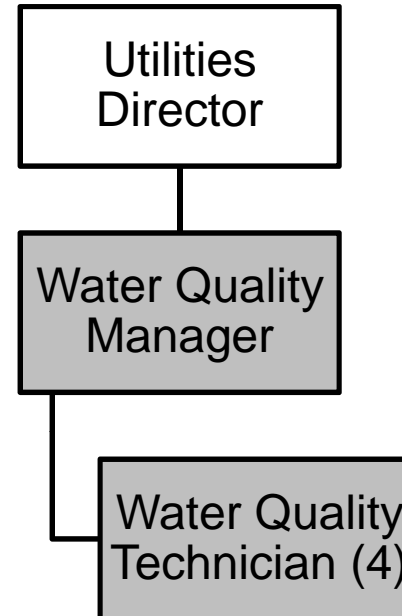 Utilities
Director
Water Quality
Manager
Water Quality
Technician (4)